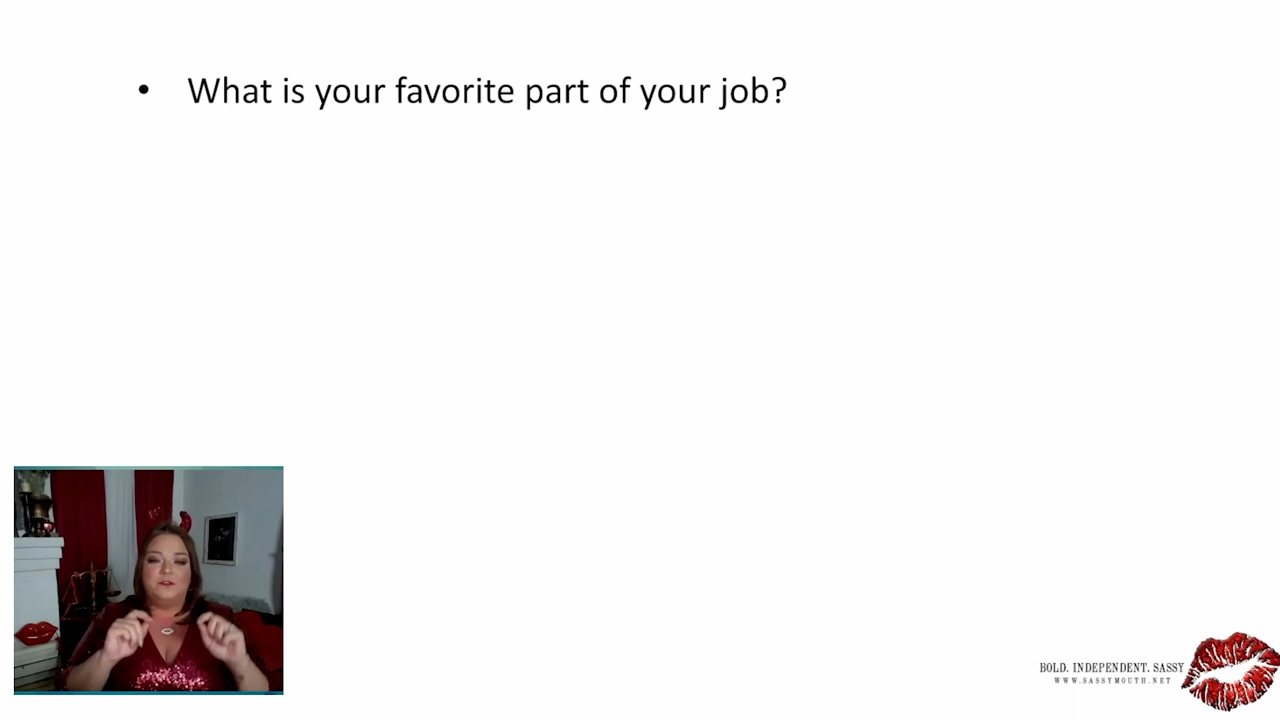 • What is your favorite part of your job?
BOLD. INDEPENDENT. SASSY
WWW.SASSYMOUTH.NET